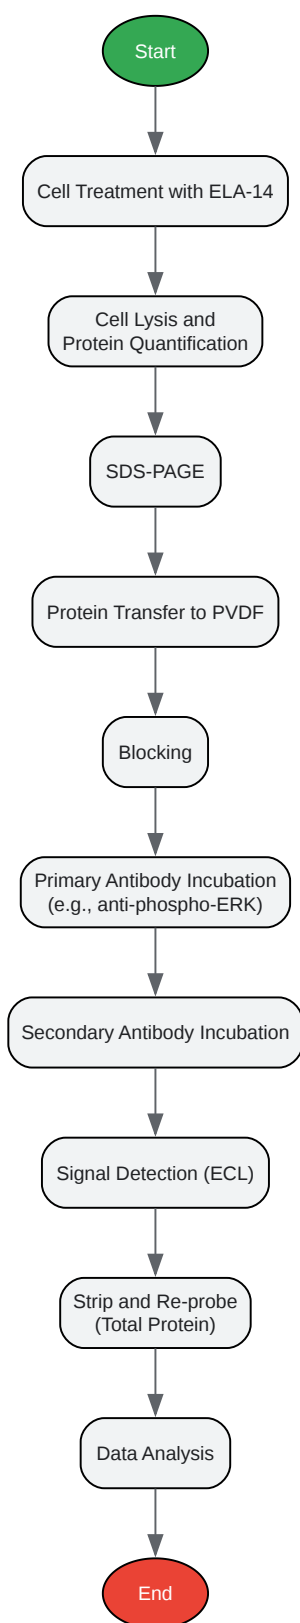 Start
Cell Treatment with ELA-14
Cell Lysis and
Protein Quantification
SDS-PAGE
Protein Transfer to PVDF
Blocking
Primary Antibody Incubation
(e.g., anti-phospho-ERK)
Secondary Antibody Incubation
Signal Detection (ECL)
Strip and Re-probe
(Total Protein)
Data Analysis
End